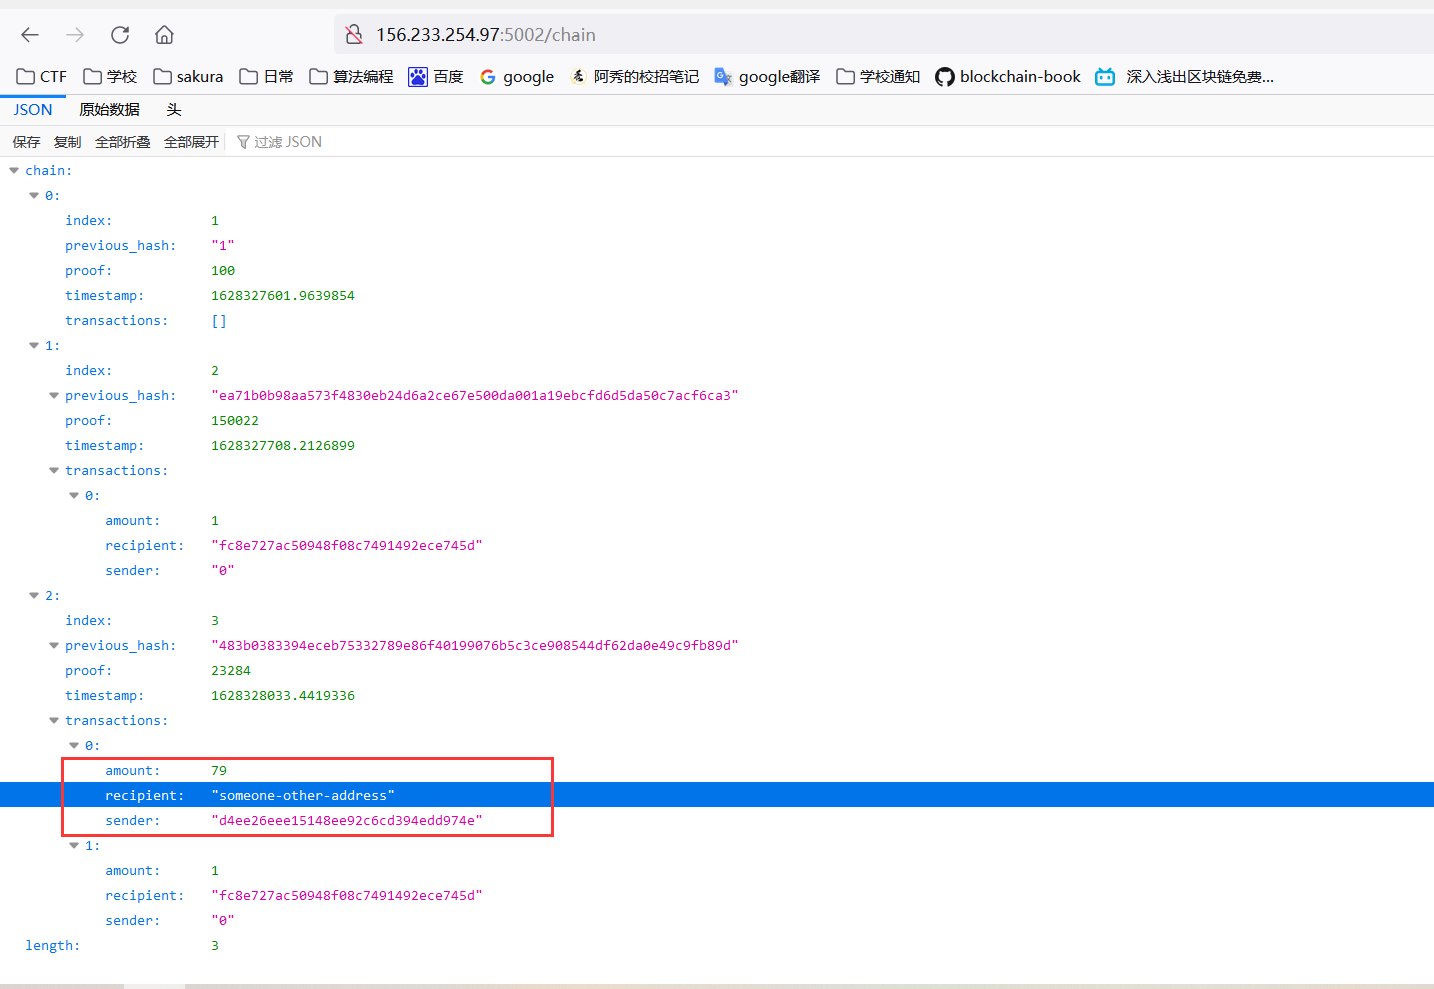 156.233.254.97:5002/chain
CTF 学校 sakura 日常 算法编程 百度 google 阿秀的校招笔记 google翻译 学校通知 blockchain-book 深入浅出区块链免费...
JSON 原始数据 头
保存 复制 全部折叠 全部展开 过滤 JSON
chain:
0:
index: 1
previous_hash: "1"
proof: 100
timestamp: 1628327601.9639854
transactions: []
1:
index: 2
previous_hash: "ea71b0b98aa573f4830eb24d6a2ce67e500da001a19ebcfd6d5da50c7acf6ca3"
proof: 150022
timestamp: 1628327708.2126899
transactions:
0:
amount: 1
recipient: "fc8e727ac50948f08c7491492ece745d"
sender: "0"
2:
index: 3
previous_hash: "483b0383394eceb75332789e86f40199076b5c3ce908544df62da0e49c9fb89d"
proof: 23284
timestamp: 1628328033.4419336
transactions:
0:
amount: 79
recipient: "someone-other-address"
sender: "d4ee26eee15148ee92c6cd394edd974e"
1:
amount: 1
recipient: "fc8e727ac50948f08c7491492ece745d"
sender: "0"
length: 3